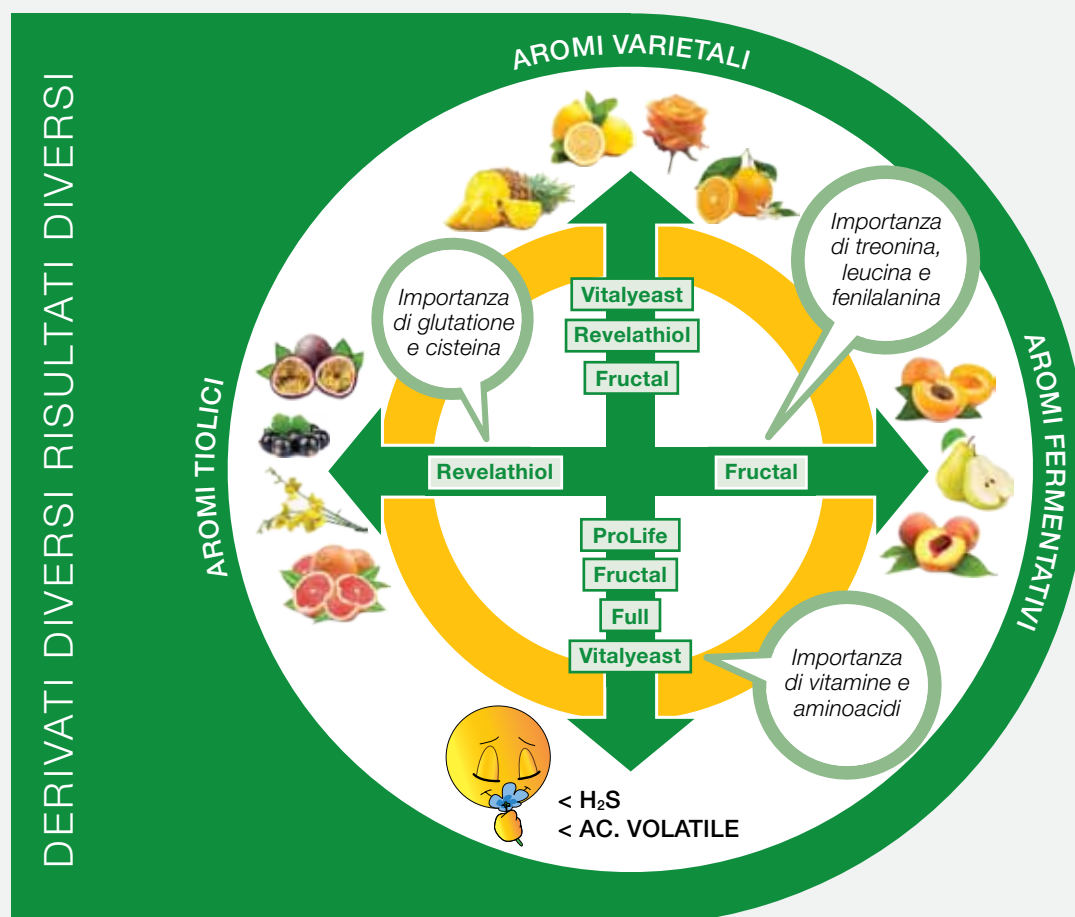 DERIVATI DIVERSI RISULTATI DIVERSI
AROMI VARIETALI
Importanza
di treonina,
leucina e
fenilalanina
Importanza
di glutatione
e cisteina
Vitalyeast
Revelathiol
Fructal
AROMI TIOLICI
Revelathiol
Fructal
AROMI FERMENTATIVI
ProLife
Fructal
Full
Vitalyeast
Importanza
di vitamine e
aminoacidi
< H₂S
< AC. VOLATILE